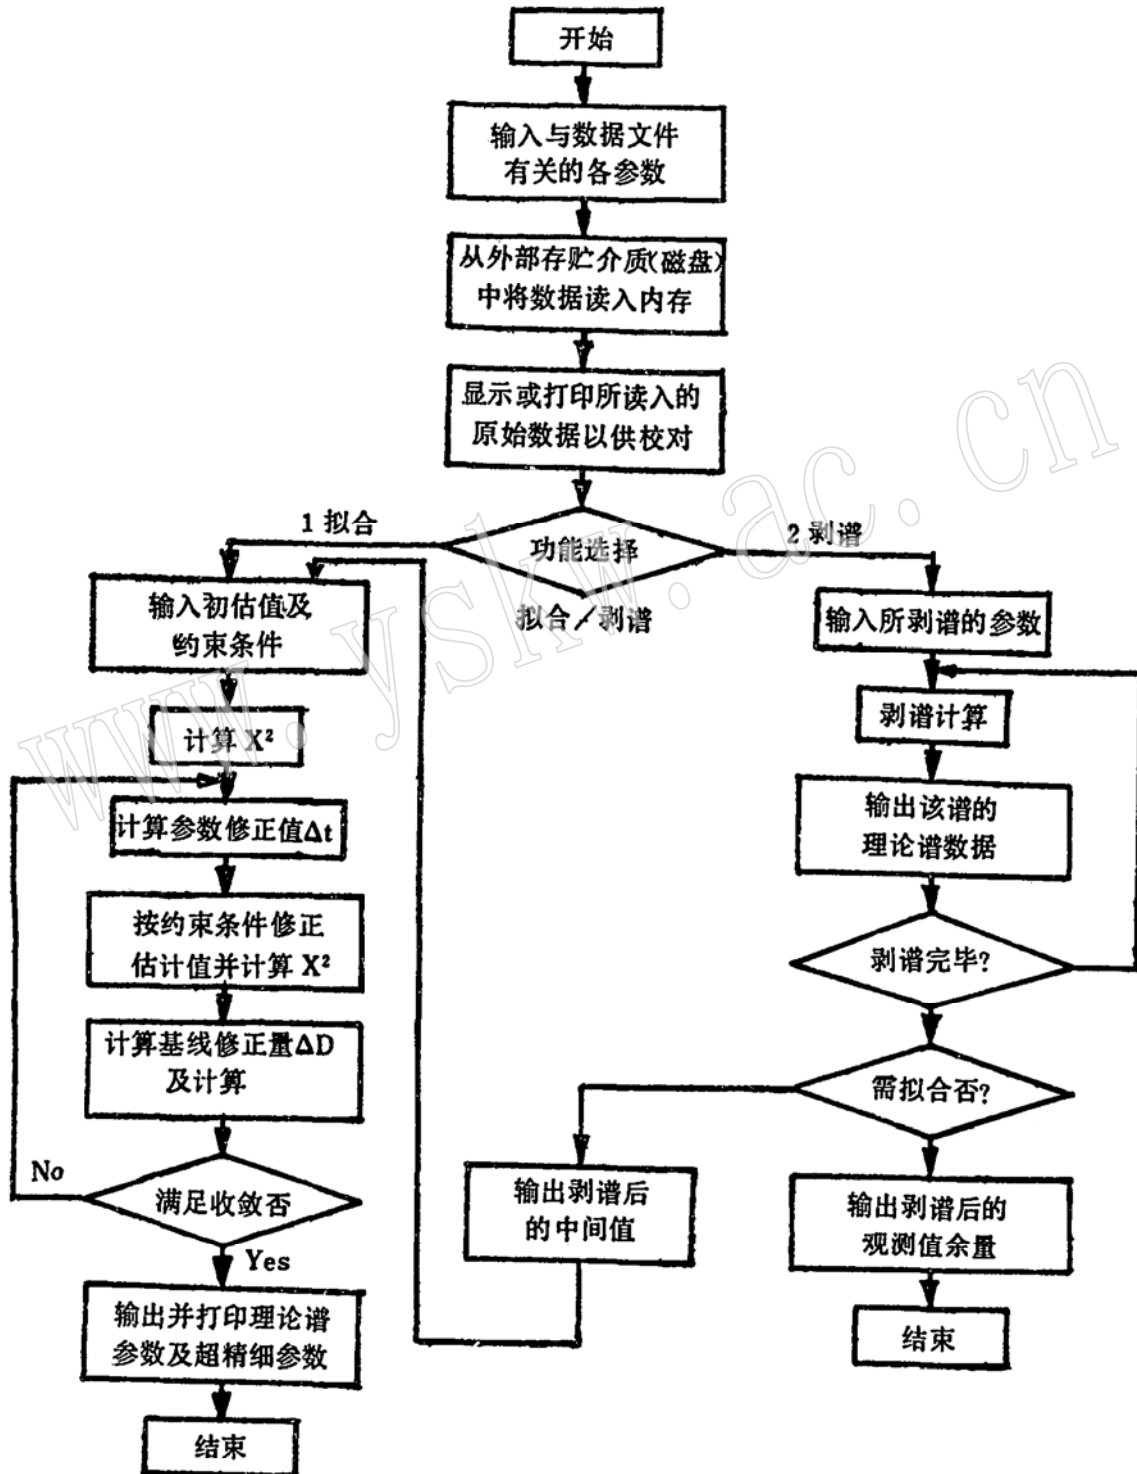 开始
输入与数据文件
有关的各参数
从外部存贮介质(磁盘)
中将数据读入内存
显示或打印所读入的
原始数据以供校对
功能选择
拟合/剥谱
1 拟合
输入初估值及
约束条件
计算 X²
计算参数修正值Δt
按约束条件修正
估计值并计算 X²
计算基线修正量ΔD
及计算
满足收敛否
No
Yes
输出并打印理论谱
参数及超精细参数
结束
2 剥谱
输入所剥谱的参数
剥谱计算
输出该谱的
理论谱数据
剥谱完毕?
需拟合否?
输出剥谱后
的中间值
输出剥谱后的
观测值余量
结束
www.yskw.ac.cn